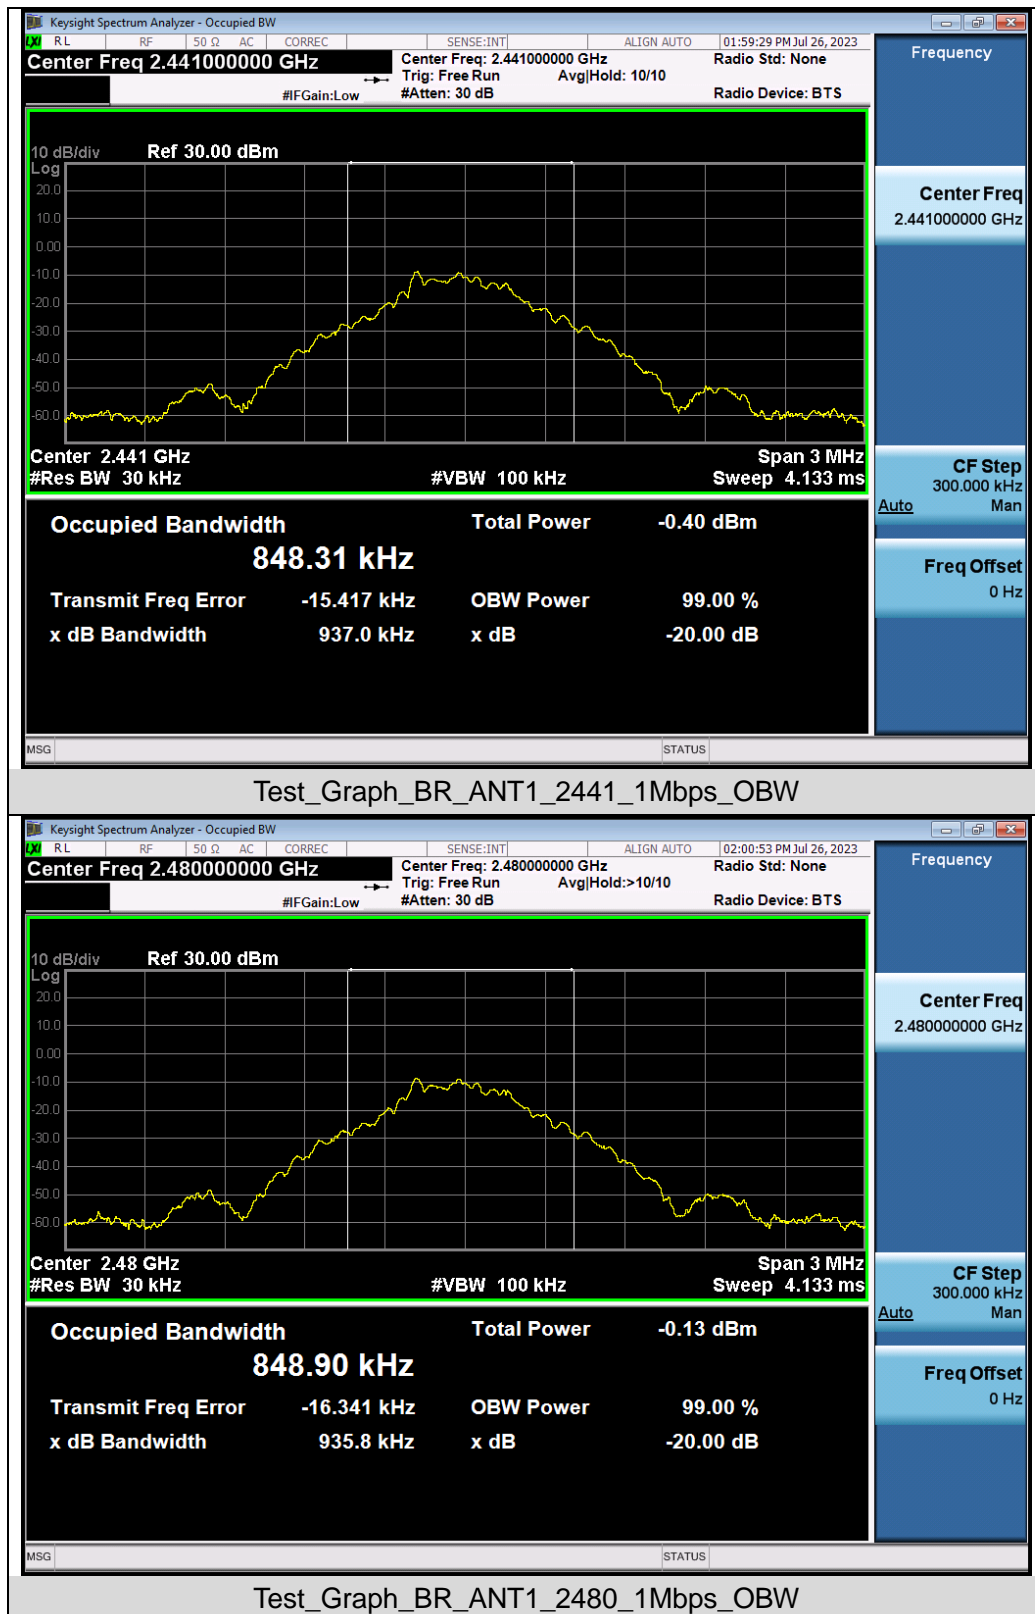 Keysight Spectrum Analyzer - Occupied BW
LXI RL RF 50 Ω AC CORREC SENSE:INT ALIGN AUTO 01:59:29 PM Jul 26, 2023
Center Freq 2.441000000 GHz
Center Freq: 2.441000000 GHz Radio Std: None
Trig: Free Run Avg|Hold: 10/10
#IFGain:Low #Atten: 30 dB Radio Device: BTS
Frequency
10 dB/div Ref 30.00 dBm
Log
20.0
10.0
0.00
-10.0
-20.0
-30.0
-40.0
-50.0
-60.0
Center 2.441 GHz Span 3 MHz
#Res BW 30 kHz #VBW 100 kHz Sweep 4.133 ms
Center Freq
2.441000000 GHz
CF Step
300.000 kHz
Auto Man
Freq Offset
0 Hz
Occupied Bandwidth Total Power -0.40 dBm
848.31 kHz
Transmit Freq Error -15.417 kHz OBW Power 99.00 %
x dB Bandwidth 937.0 kHz x dB -20.00 dB
MSG STATUS
Test_Graph_BR_ANT1_2441_1Mbps_OBW
Keysight Spectrum Analyzer - Occupied BW
LXI RL RF 50 Ω AC CORREC SENSE:INT ALIGN AUTO 02:00:53 PM Jul 26, 2023
Center Freq 2.480000000 GHz
Center Freq: 2.480000000 GHz Radio Std: None
Trig: Free Run Avg|Hold:>10/10
#IFGain:Low #Atten: 30 dB Radio Device: BTS
Frequency
10 dB/div Ref 30.00 dBm
Log
20.0
10.0
0.00
-10.0
-20.0
-30.0
-40.0
-50.0
-60.0
Center 2.48 GHz Span 3 MHz
#Res BW 30 kHz #VBW 100 kHz Sweep 4.133 ms
Center Freq
2.480000000 GHz
CF Step
300.000 kHz
Auto Man
Freq Offset
0 Hz
Occupied Bandwidth Total Power -0.13 dBm
848.90 kHz
Transmit Freq Error -16.341 kHz OBW Power 99.00 %
x dB Bandwidth 935.8 kHz x dB -20.00 dB
MSG STATUS
Test_Graph_BR_ANT1_2480_1Mbps_OBW